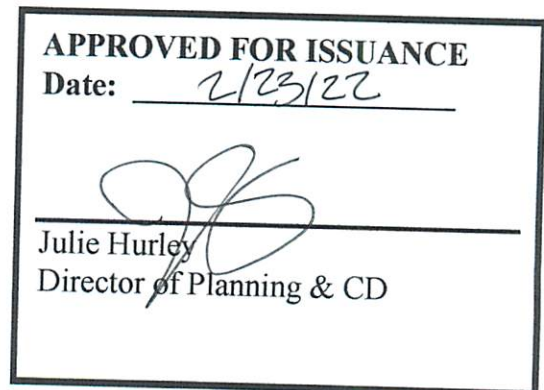 APPROVED FOR ISSUANCE
Date: 2/23/22
Julie Hurley
Director of Planning & CD